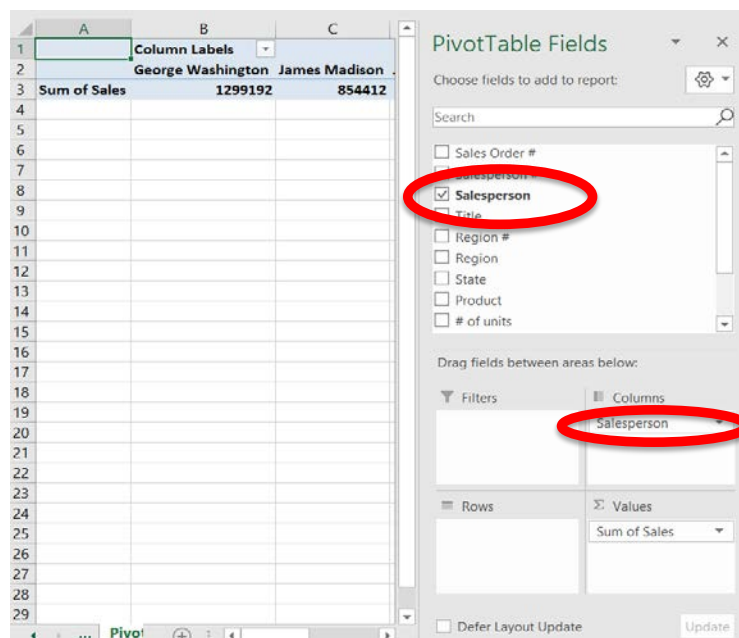 A B C
1 Column Labels
2 George Washington James Madison
3 Sum of Sales 1299192 854412
4
5
6
7
8
9
10
11
12
13
14
15
16
17
18
19
20
21
22
23
24
25
26
27
28
29
... Pivot
PivotTable Fields
Choose fields to add to report:
Search
Sales Order #
Salesperson #
Salesperson
Title
Region #
Region
State
Product
# of units
Drag fields between areas below:
Filters
Columns
Salesperson
Rows
Σ Values
Sum of Sales
Defer Layout Update
Update